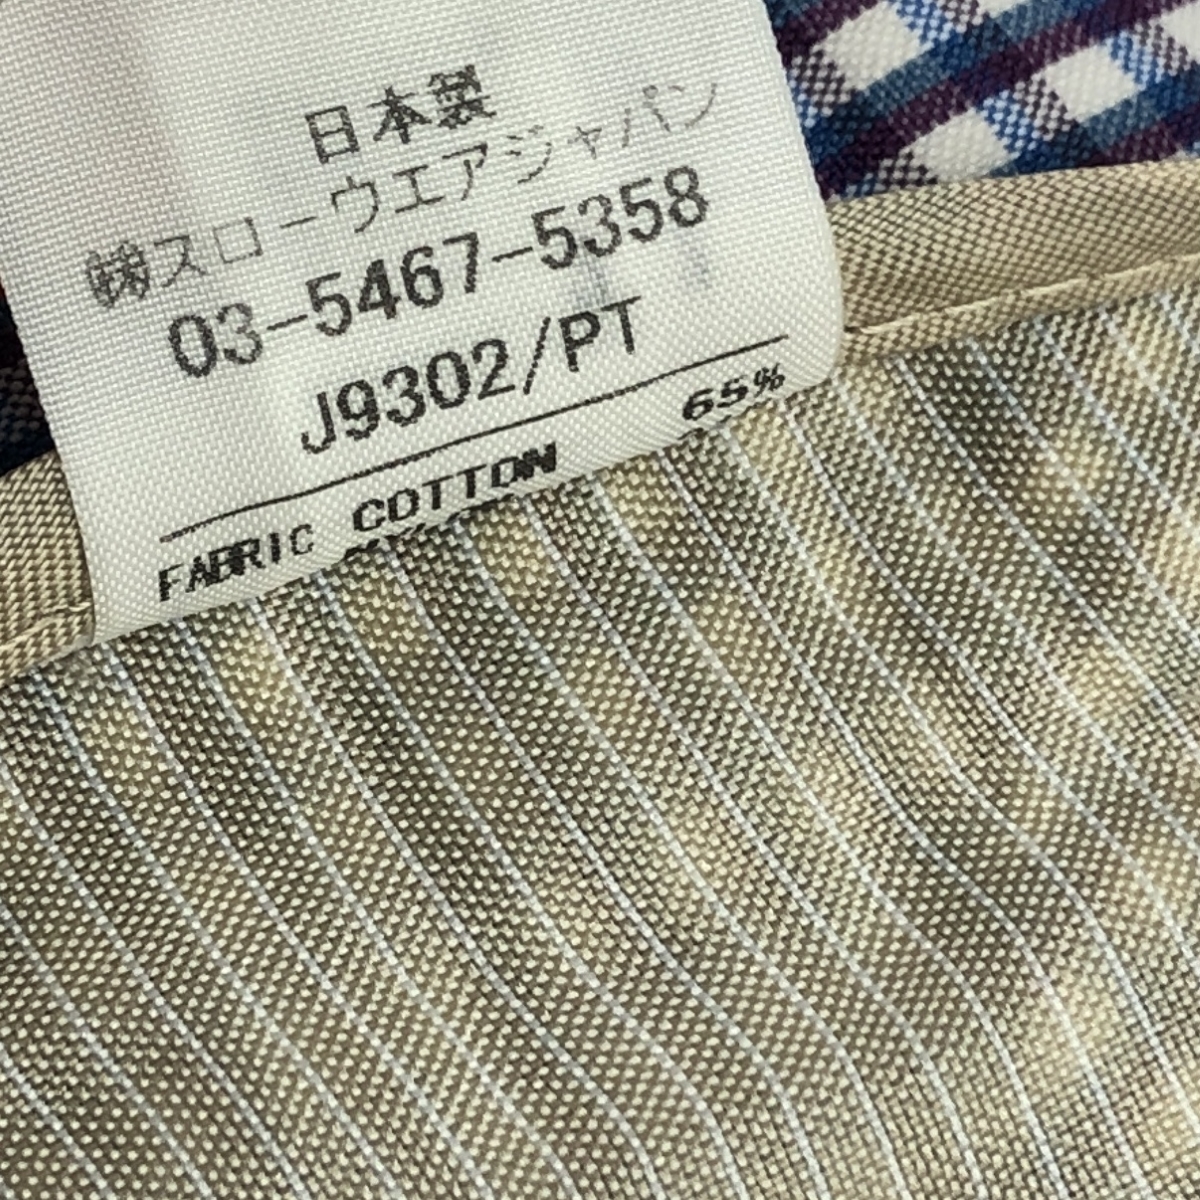 日本製
㈱スローウエアジャパン
03-5467-5358
J9302/PT
FABRIC COTTON 65%